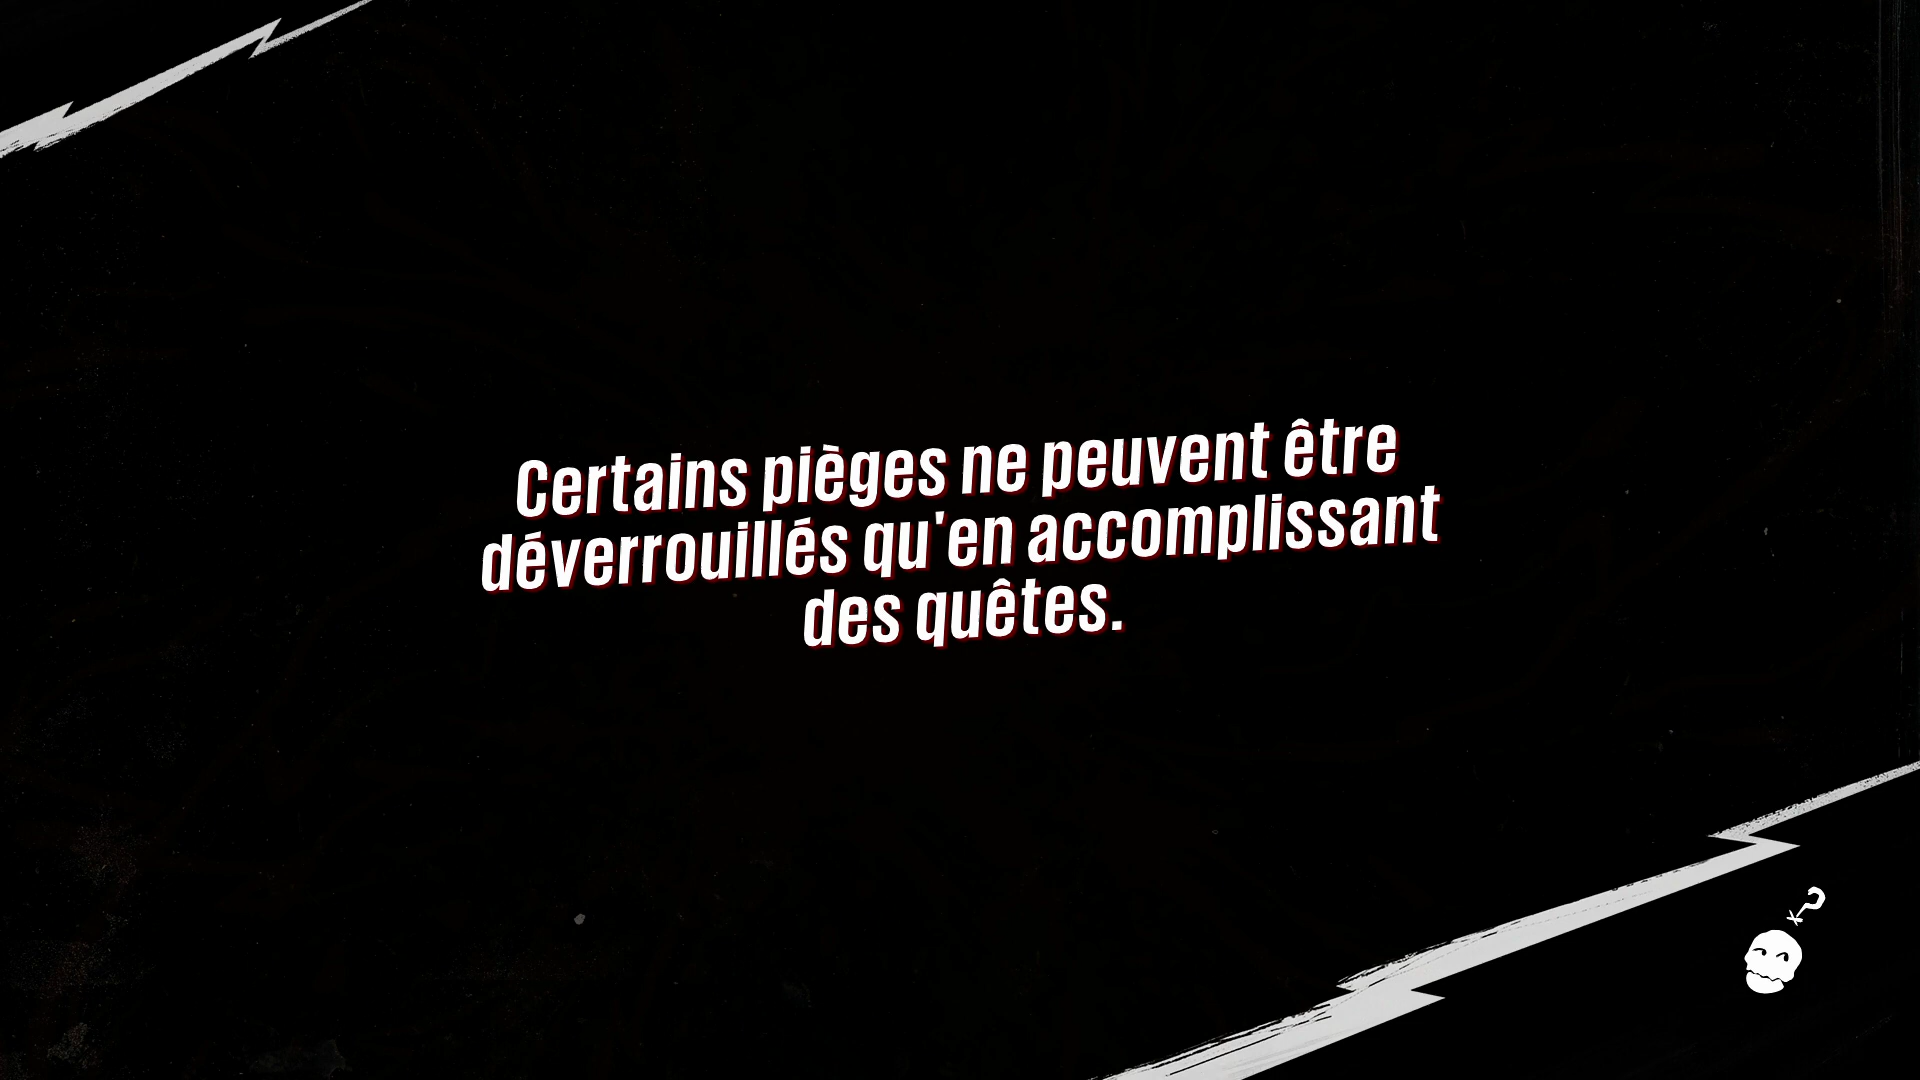 Certains pièges ne peuvent être
déverrouillés qu'en accomplissant
des quêtes.